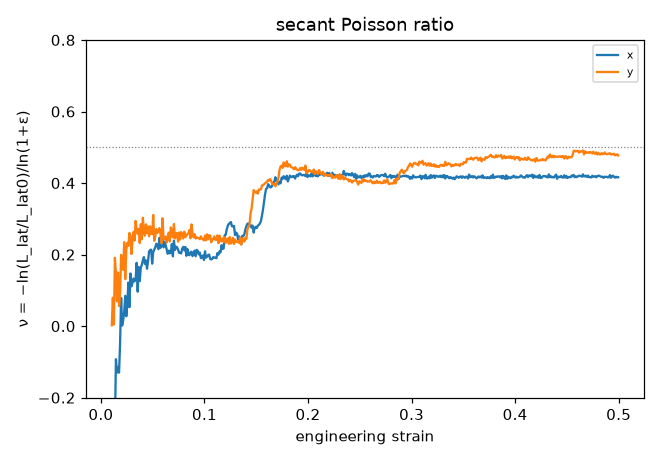 secant Poisson ratio
ν = −ln(L_lat/L_lat0)/ln(1+ε)
0.8
0.6
0.4
0.2
0.0
−0.2
x
y
0.0 0.1 0.2 0.3 0.4 0.5
engineering strain